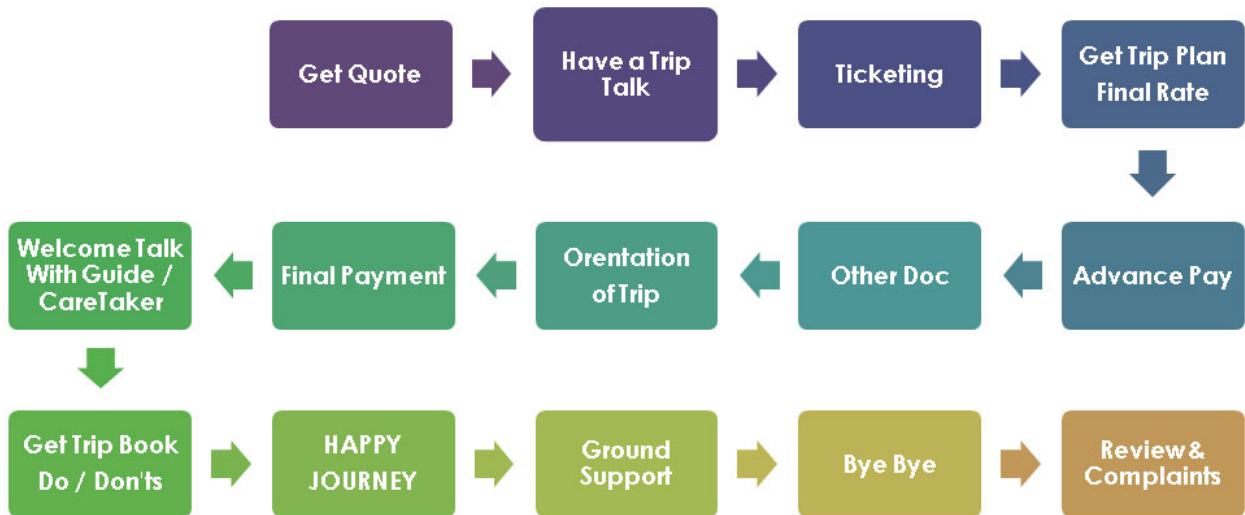 Get Quote
Have a Trip
Talk
Ticketing
Get Trip Plan
Final Rate
Advance Pay
Other Doc
Orentation
of Trip
Final Payment
Welcome Talk
With Guide /
CareTaker
Get Trip Book
Do / Don'ts
HAPPY
JOURNEY
Ground
Support
Bye Bye
Review &
Complaints